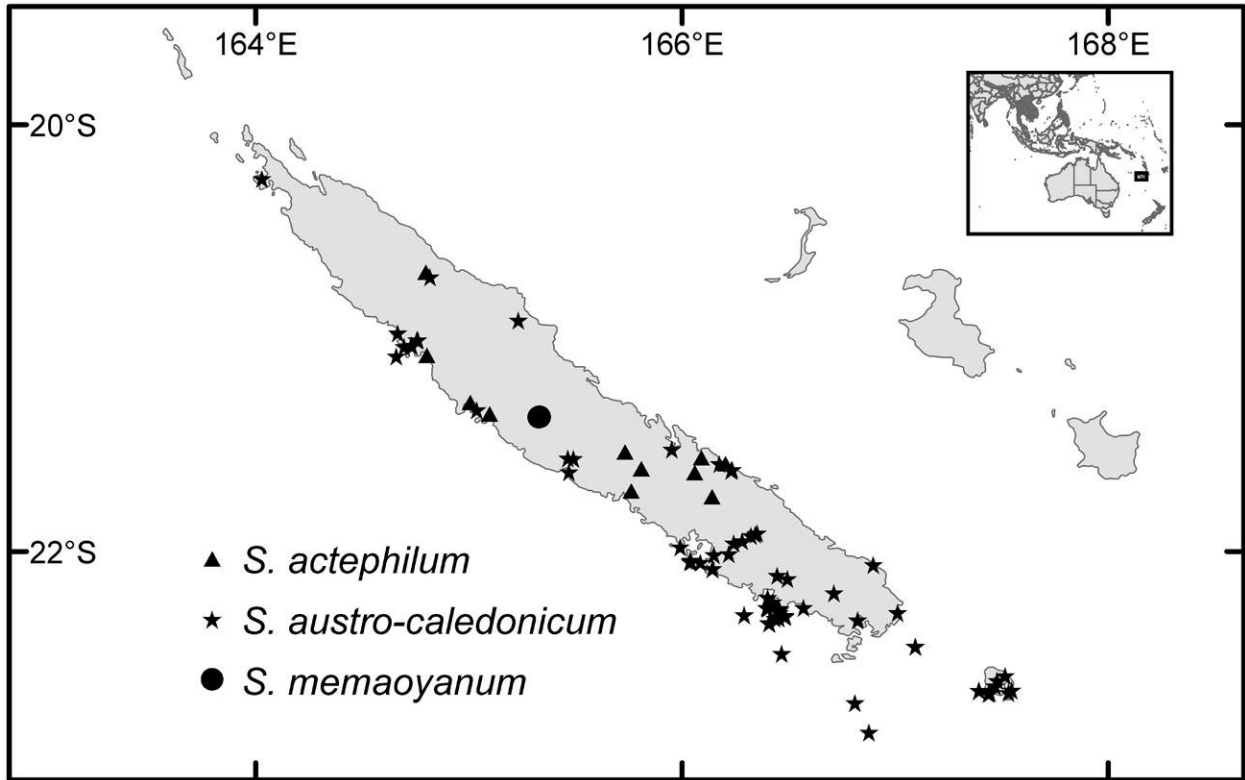 164°E 166°E 168°E
20°S
22°S
S. actephilum
S. austro-caledonicum
S. memaoyanum